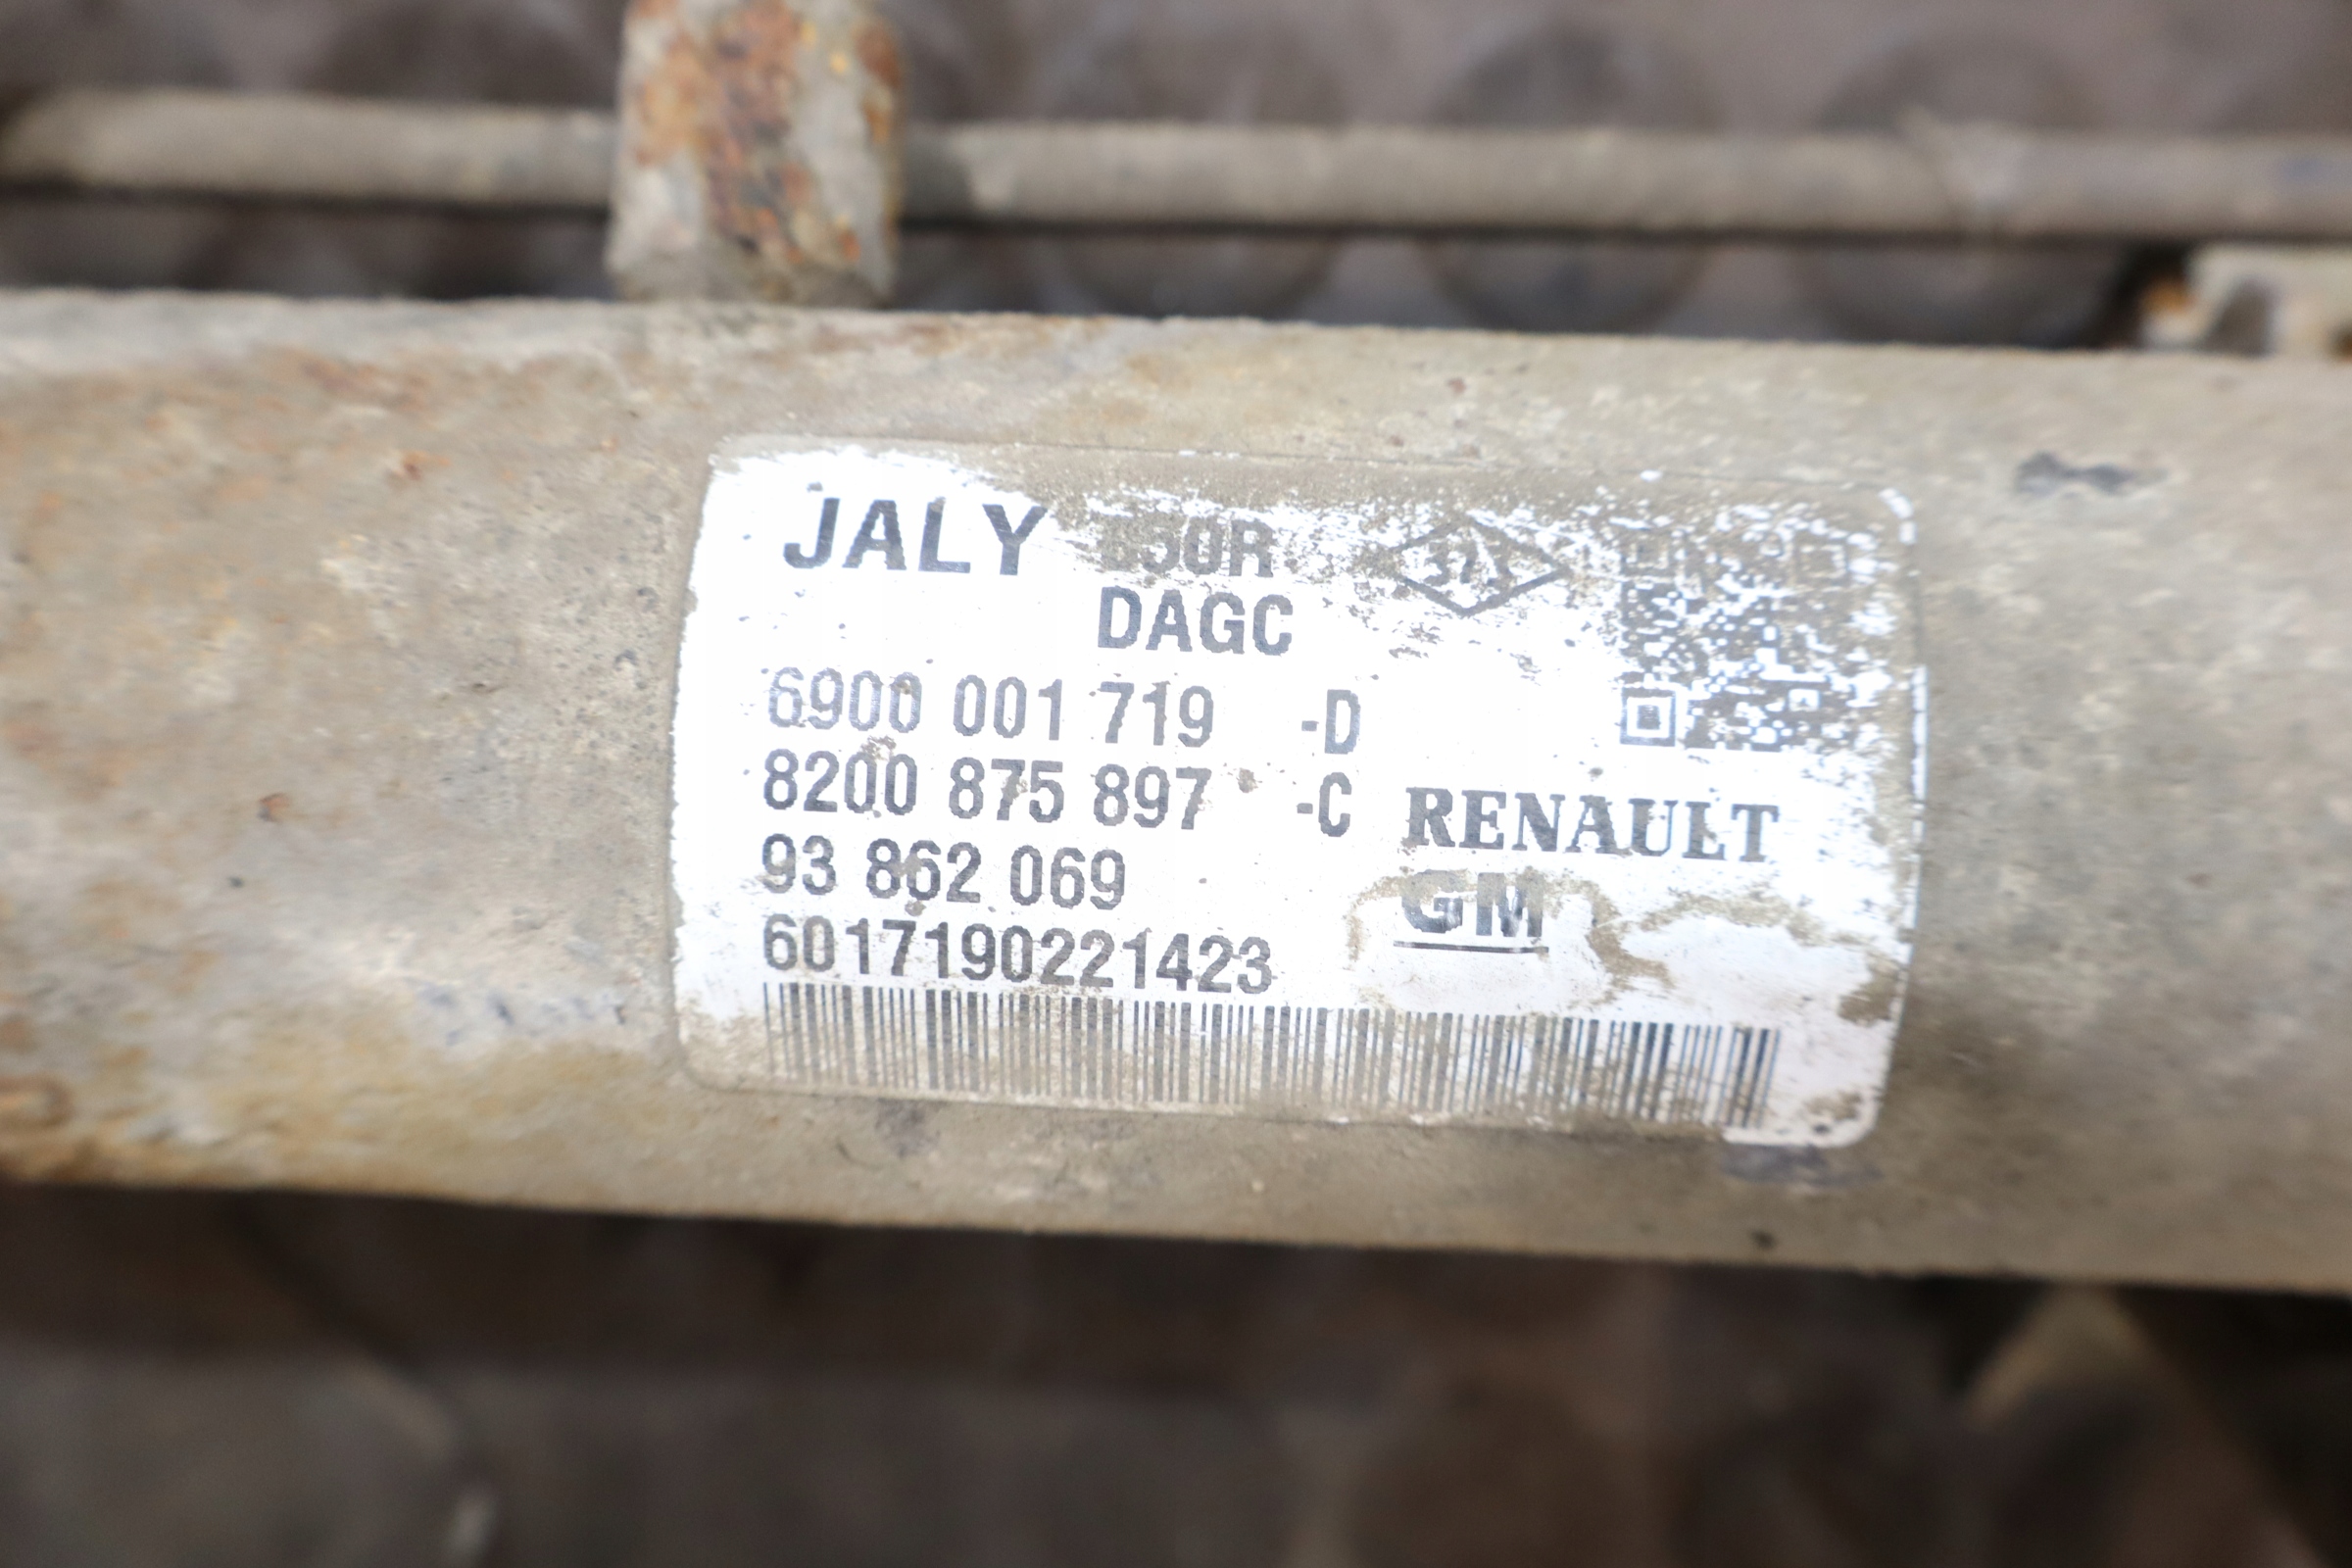 JALY
DAGC
6900 001 719 -D
8200 875 897 -C RENAULT
93 862 069 GM
6017190221423